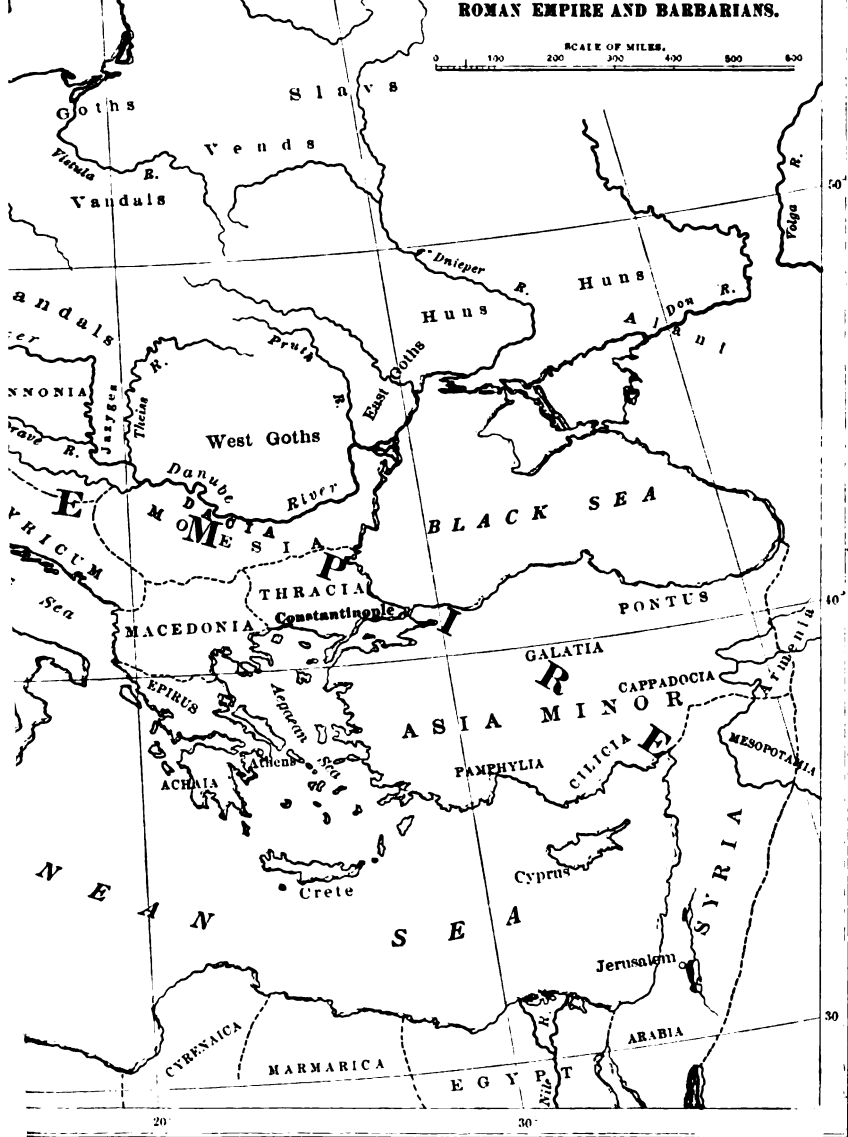 ROMAN EMPIRE AND BARBARIANS.
SCALE OF MILES.
0 100 200 300 400 500 600
Goths
Slavs
Vends
Vistula R.
Vandals
Volga R.
50
Dnieper R.
Huns
Huns
Don R.
Alani
andals
Pruth R.
East Goths
NNONIA
Jazyges
Theiss R.
West Goths
rave R.
Danube River
DACIA
MOESIA
E M P I R E
BLACK SEA
YRICUM
Sea
THRACIA
Constantinople
MACEDONIA
PONTUS
40
Armenia
GALATIA
CAPPADOCIA
EPIRUS
Aegaean Sea
ASIA MINOR
MESOPOTAMIA
Athens
ACHAIA
PAMPHYLIA
CILICIA
SYRIA
Cyprus
Crete
NEAN SEA
Jerusalem
30
CYRENAICA
MARMARICA
EGYPT
Nile R.
ARABIA
20
30